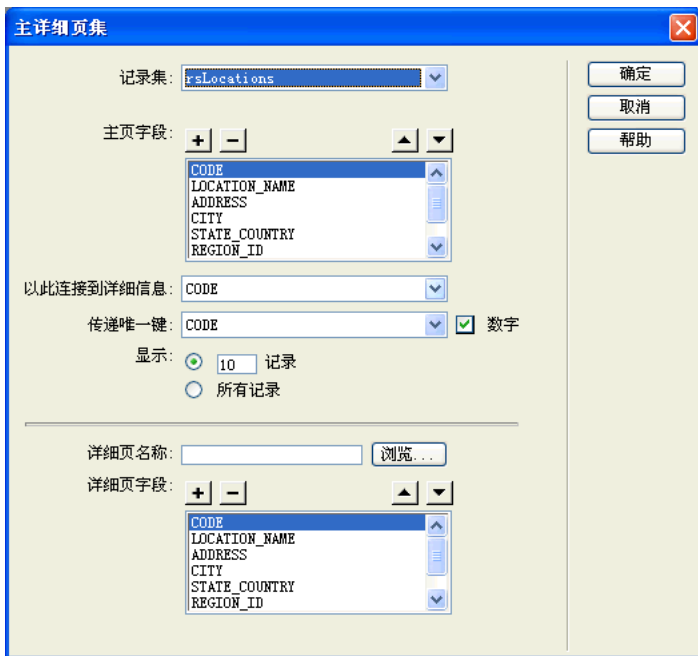 主详细页集
记录集: rsLocations
确定
取消
帮助
主页字段:
CODE
LOCATION_NAME
ADDRESS
CITY
STATE_COUNTRY
REGION_ID
以此连接到详细信息: CODE
传递唯一键: CODE 数字
显示: 10 记录
所有记录
详细页名称: 浏览...
详细页字段:
CODE
LOCATION_NAME
ADDRESS
CITY
STATE_COUNTRY
REGION_ID